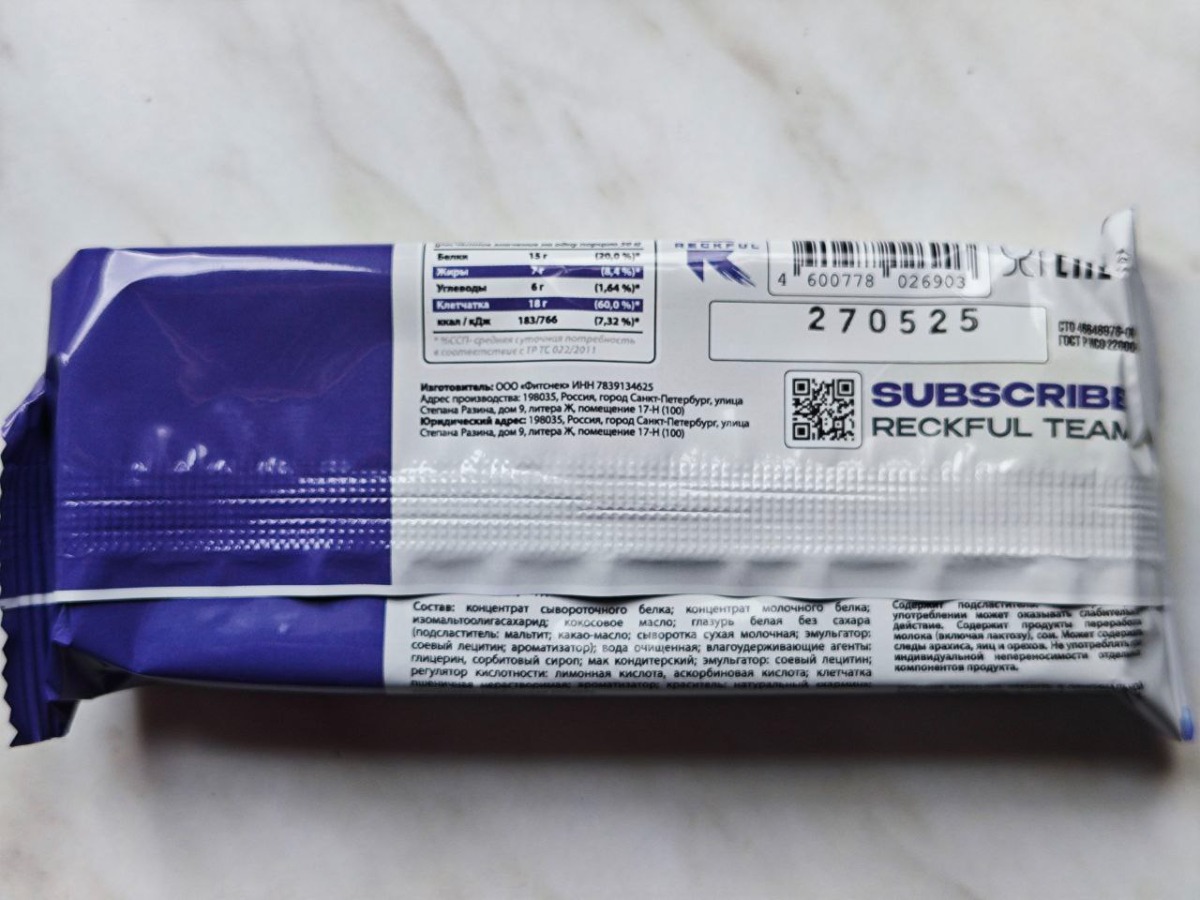 Белки 15 г (20,0 %)*
Жиры 7 г (8,4 %)*
Углеводы 6 г (1,64 %)*
Клетчатка 18 г (60,0 %)*
ккал / кДж 183/766 (7,32 %)*
* %ССП- средняя суточная потребность
в соответствие с ТР ТС 022/2011
RECKFUL
4 600778 026903
270525
ГОСТ Р ИСО 22000
SUBSCRIBE
RECKFUL TEAM
Изготовитель: ООО «Фитснек» ИНН 7839134625
Адрес производства: 198035, Россия, город Санкт-Петербург, улица
Степана Разина, дом 9, литера Ж, помещение 17-Н (100)
Юридический адрес: 198035, Россия, город Санкт-Петербург, улица
Степана Разина, дом 9, литера Ж, помещение 17-Н (100)
Состав: концентрат сывороточного белка; концентрат молочного белка;
изомальтоолигасахарид; кокосовое масло; глазурь белая без сахара
(подсластитель: мальтит; какао-масло; сыворотка сухая молочная; эмульгатор:
соевый лецитин; ароматизатор); вода очищенная; влагоудерживающие агенты:
глицерин, сорбитовый сироп; мак кондитерский; эмульгатор: соевый лецитин;
регулятор кислотности: лимонная кислота, аскорбиновая кислота; клетчатка
Содержит
употреблении может оказывать слабительное
действие. Содержит продукты переработки
молока (включая лактозу), сои. Может содержать
следы арахиса, яиц и орехов. Не употреблять
индивидуальной непереносимости отдельных
компонентов продукта.